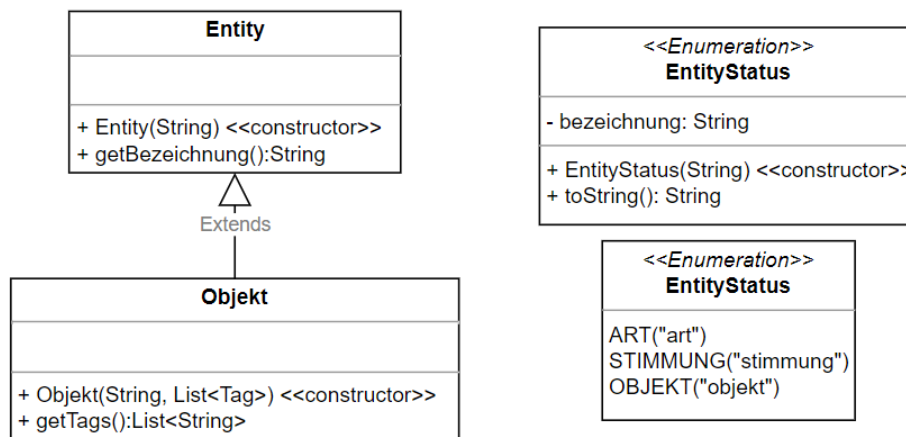 Entity
+ Entity(String) <<constructor>>
+ getBezeichnung():String
Extends
Objekt
+ Objekt(String, List<Tag>) <<constructor>>
+ getTags():List<String>
<<Enumeration>>
EntityStatus
- bezeichnung: String
+ EntityStatus(String) <<constructor>>
+ toString(): String
<<Enumeration>>
EntityStatus
ART("art")
STIMMUNG("stimmung")
OBJEKT("objekt")